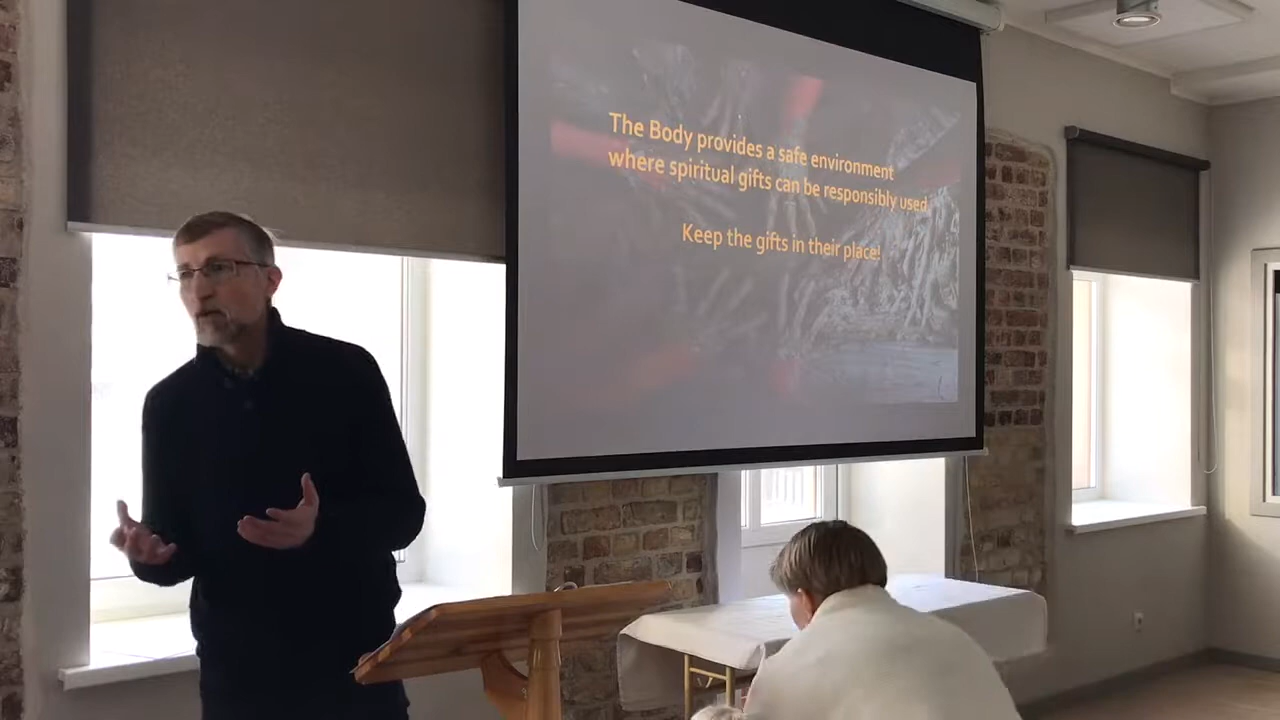 The Body provides a safe environment
where spiritual gifts can be responsibly used
Keep the gifts in their place!